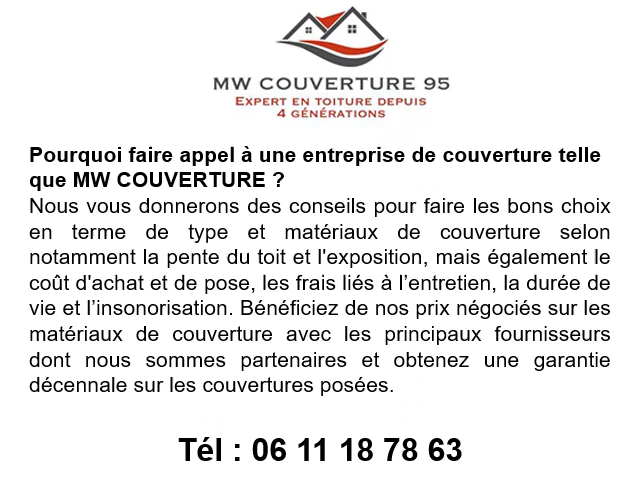 MW COUVERTURE 95
EXPERT EN TOITURE DEPUIS
4 GÉNÉRATIONS
Pourquoi faire appel à une entreprise de couverture telle
que MW COUVERTURE ?
Nous vous donnerons des conseils pour faire les bons choix
en terme de type et matériaux de couverture selon
notamment la pente du toit et l'exposition, mais également le
coût d'achat et de pose, les frais liés à l’entretien, la durée de
vie et l’insonorisation. Bénéficiez de nos prix négociés sur les
matériaux de couverture avec les principaux fournisseurs
dont nous sommes partenaires et obtenez une garantie
décennale sur les couvertures posées.
Tél : 06 11 18 78 63